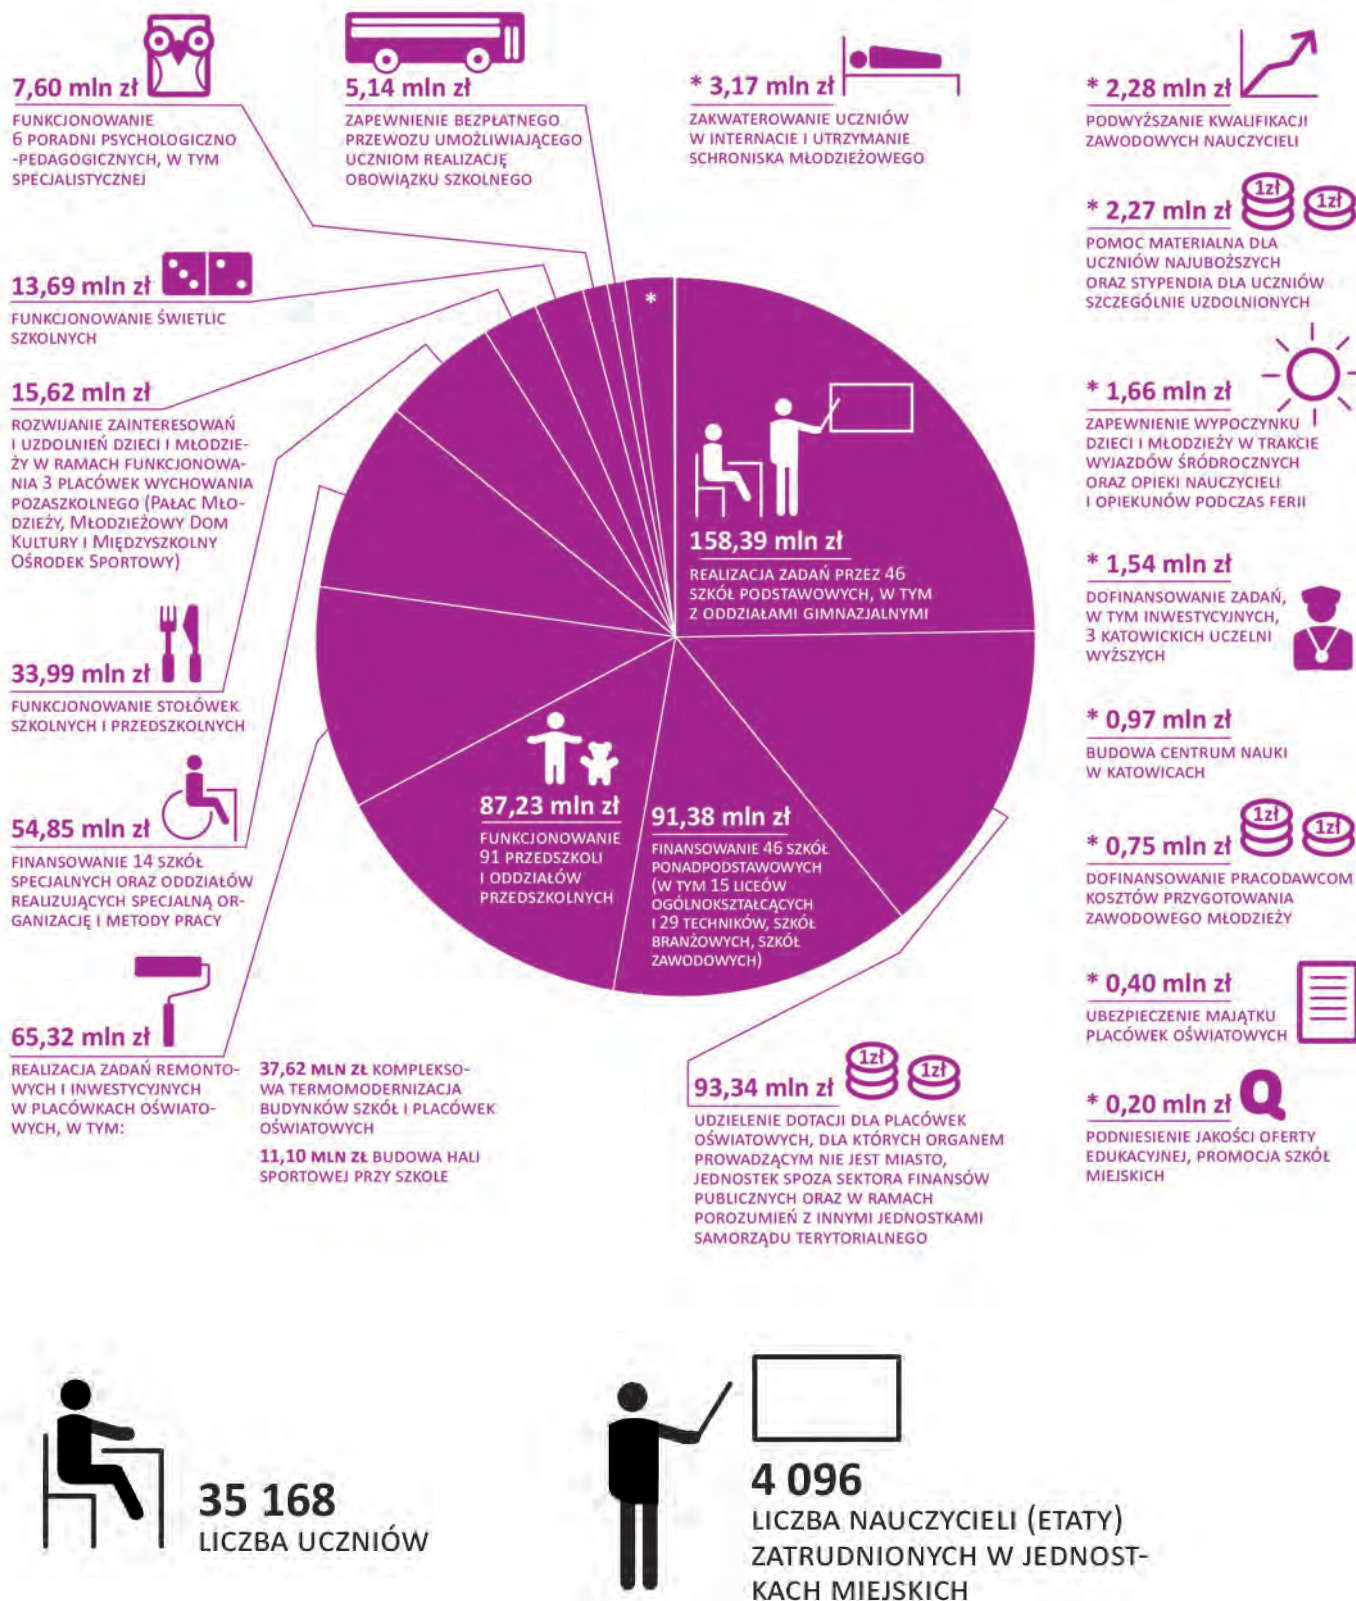 7,60 mln zł
FUNKCJONOWANIE
6 PORADNI PSYCHOLOGICZNO
-PEDAGOGICZNYCH, W TYM
SPECJALISTYCZNEJ
5,14 mln zł
ZAPEWNIENIE BEZPŁATNEGO
PRZEWOZU UMOŻLIWIAJĄCEGO
UCZNIOM REALIZACJĘ
OBOWIĄZKU SZKOLNEGO
* 3,17 mln zł
ZAKWATEROWANIE UCZNIÓW
W INTERNACIE I UTRZYMANIE
SCHRONISKA MŁODZIEŻOWEGO
* 2,28 mln zł
PODWYŻSZANIE KWALIFIKACJI
ZAWODOWYCH NAUCZYCIELI
* 2,27 mln zł
1zł
1zł
POMOC MATERIALNA DLA
UCZNIÓW NAJUBOŻSZYCH
ORAZ STYPENDIA DLA UCZNIÓW
SZCZEGÓLNIE UZDOLNIONYCH
* 1,66 mln zł
ZAPEWNIENIE WYPOCZYNKU
DZIECI I MŁODZIEŻY W TRAKCIE
WYJAZDÓW ŚRÓDROCZNYCH
ORAZ OPIEKI NAUCZYCIELI
I OPIEKUNÓW PODCZAS FERII
* 1,54 mln zł
DOFINANSOWANIE ZADAŃ,
W TYM INWESTYCYJNYCH,
3 KATOWICKICH UCZELNI
WYŻSZYCH
* 0,97 mln zł
BUDOWA CENTRUM NAUKI
W KATOWICACH
* 0,75 mln zł
1zł
1zł
DOFINANSOWANIE PRACODAWCOM
KOSZTÓW PRZYGOTOWANIA
ZAWODOWEGO MŁODZIEŻY
* 0,40 mln zł
UBEZPIECZENIE MAJĄTKU
PLACÓWEK OŚWIATOWYCH
* 0,20 mln zł
Q
PODNIESIENIE JAKOŚCI OFERTY
EDUKACYJNEJ, PROMOCJA SZKÓŁ
MIEJSKICH
13,69 mln zł
FUNKCJONOWANIE ŚWIETLIC
SZKOLNYCH
15,62 mln zł
ROZWIJANIE ZAINTERESOWAŃ
I UZDOLNIEŃ DZIECI I MŁODZIE-
ŻY W RAMACH FUNKCJONOWA-
NIA 3 PLACÓWEK WYCHOWANIA
POZASZKOLNEGO (PAŁAC MŁO-
DZIEŻY, MŁODZIEŻOWY DOM
KULTURY I MIĘDZYSZKOLNY
OŚRODEK SPORTOWY)
33,99 mln zł
FUNKCJONOWANIE STOŁÓWEK
SZKOLNYCH I PRZEDSZKOLNYCH
54,85 mln zł
FINANSOWANIE 14 SZKÓŁ
SPECJALNYCH ORAZ ODDZIAŁÓW
REALIZUJĄCYCH SPECJALNĄ OR-
GANIZACJĘ I METODY PRACY
65,32 mln zł
REALIZACJA ZADAŃ REMONTO-
WYCH I INWESTYCYJNYCH
W PLACÓWKACH OŚWIATO-
WYCH, W TYM:
37,62 MLN ZŁ KOMPLEKSO-
WA TERMOMODERNIZACJA
BUDYNKÓW SZKÓŁ I PLACÓWEK
OŚWIATOWYCH
11,10 MLN ZŁ BUDOWA HALI
SPORTOWEJ PRZY SZKOLE
*
158,39 mln zł
REALIZACJA ZADAŃ PRZEZ 46
SZKÓŁ PODSTAWOWYCH, W TYM
Z ODDZIAŁAMI GIMNAZJALNYMI
87,23 mln zł
FUNKCJONOWANIE
91 PRZEDSZKOLI
I ODDZIAŁÓW
PRZEDSZKOLNYCH
91,38 mln zł
FINANSOWANIE 46 SZKÓŁ
PONADPODSTAWOWYCH
(W TYM 15 LICEÓW
OGÓLNOKSZTAŁCĄCYCH
I 29 TECHNIKÓW, SZKÓŁ
BRANŻOWYCH, SZKÓŁ
ZAWODOWYCH)
93,34 mln zł
1zł
1zł
UDZIELENIE DOTACJI DLA PLACÓWEK
OŚWIATOWYCH, DLA KTÓRYCH ORGANEM
PROWADZĄCYM NIE JEST MIASTO,
JEDNOSTEK SPOZA SEKTORA FINANSÓW
PUBLICZNYCH ORAZ W RAMACH
POROZUMIEŃ Z INNYMI JEDNOSTKAMI
SAMORZĄDU TERYTORIALNEGO
35 168
LICZBA UCZNIÓW
4 096
LICZBA NAUCZYCIELI (ETATY)
ZATRUDNIONYCH W JEDNOST-
KACH MIEJSKICH